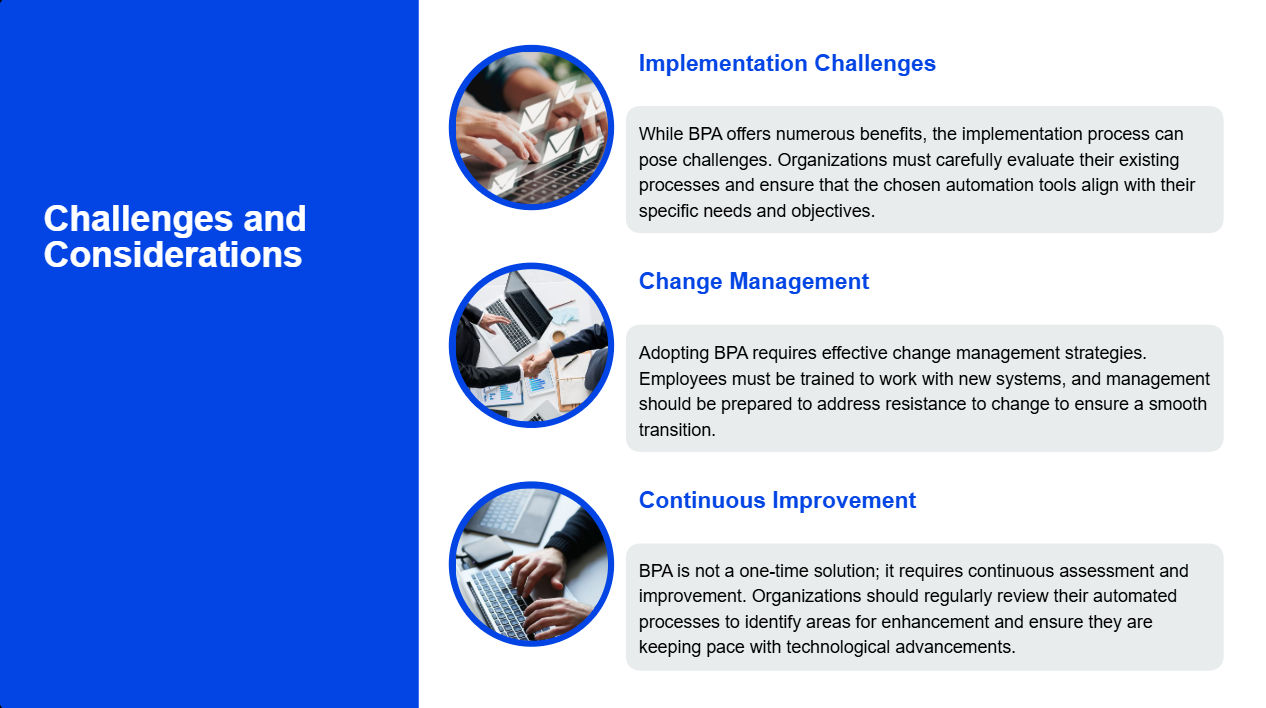 Challenges and
Considerations
Implementation Challenges
While BPA offers numerous benefits, the implementation process can
pose challenges. Organizations must carefully evaluate their existing
processes and ensure that the chosen automation tools align with their
specific needs and objectives.
Change Management
Adopting BPA requires effective change management strategies.
Employees must be trained to work with new systems, and management
should be prepared to address resistance to change to ensure a smooth
transition.
Continuous Improvement
BPA is not a one-time solution; it requires continuous assessment and
improvement. Organizations should regularly review their automated
processes to identify areas for enhancement and ensure they are
keeping pace with technological advancements.